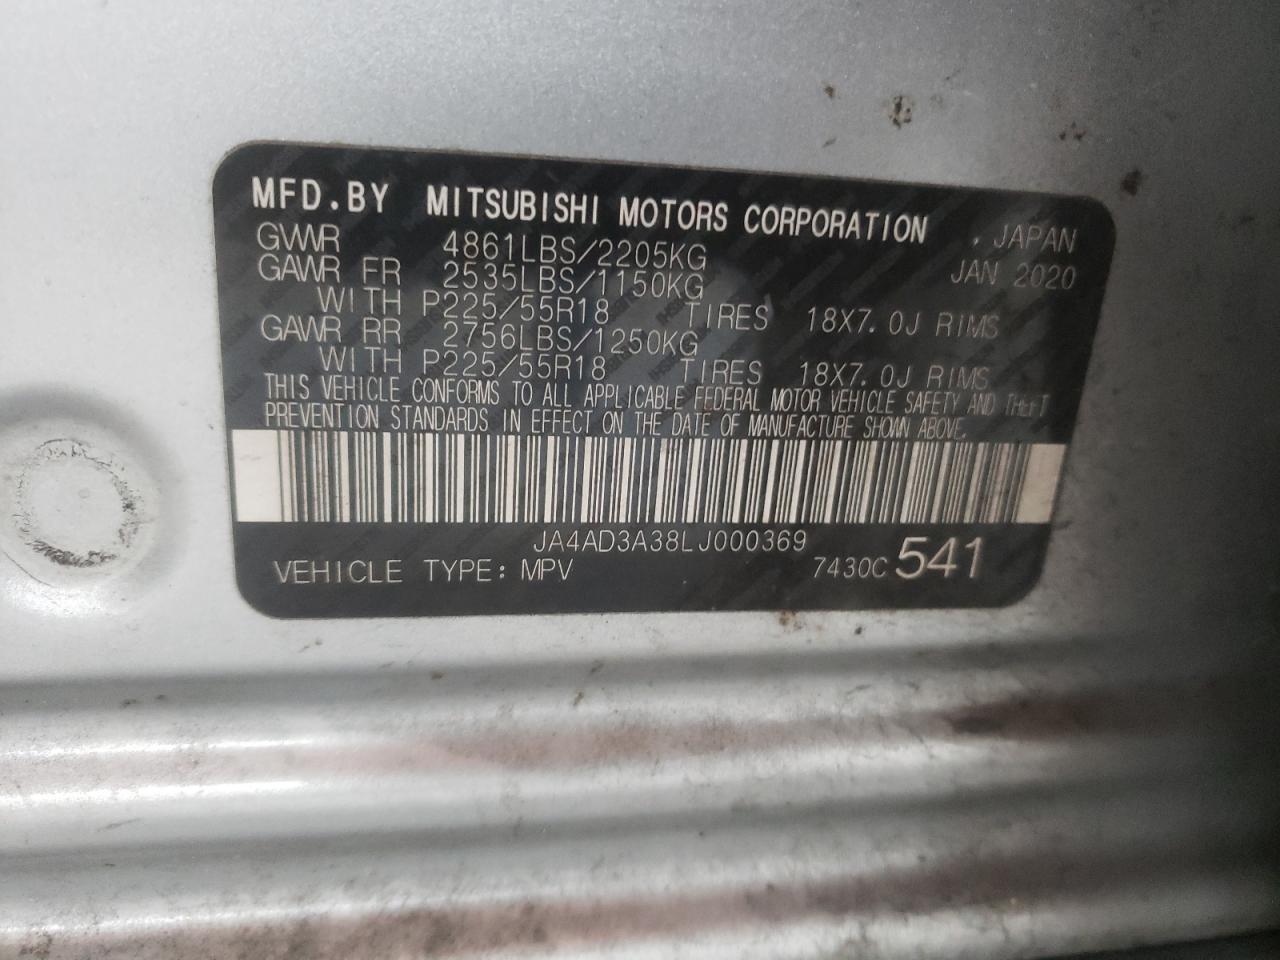 MFD.BY MITSUBISHI MOTORS CORPORATION . JAPAN
GVWR 4861LBS/2205KG JAN 2020
GAWR FR 2535LBS/1150KG
WITH P225/55R18 TIRES 18X7.0J RIMS
GAWR RR 2756LBS/1250KG
WITH P225/55R18 TIRES 18X7.0J RIMS
THIS VEHICLE CONFORMS TO ALL APPLICABLE FEDERAL MOTOR VEHICLE SAFETY AND THEFT
PREVENTION STANDARDS IN EFFECT ON THE DATE OF MANUFACTURE SHOWN ABOVE.
JA4AD3A38LJ000369
VEHICLE TYPE: MPV 7430C 541